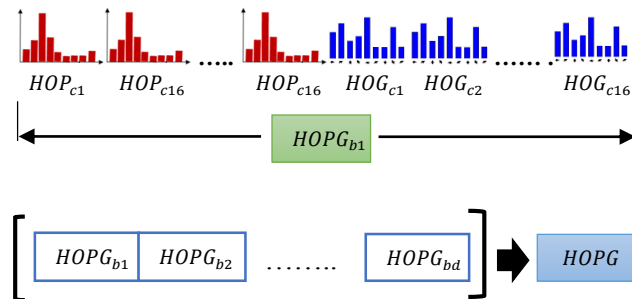 HOP_{c1} HOP_{c16} ..... HOP_{c16} HOG_{c1} HOG_{c2} ....... HOG_{c16}
HOPG_{b1}
HOPG_{b1} HOPG_{b2} ........ HOPG_{bd} HOPG